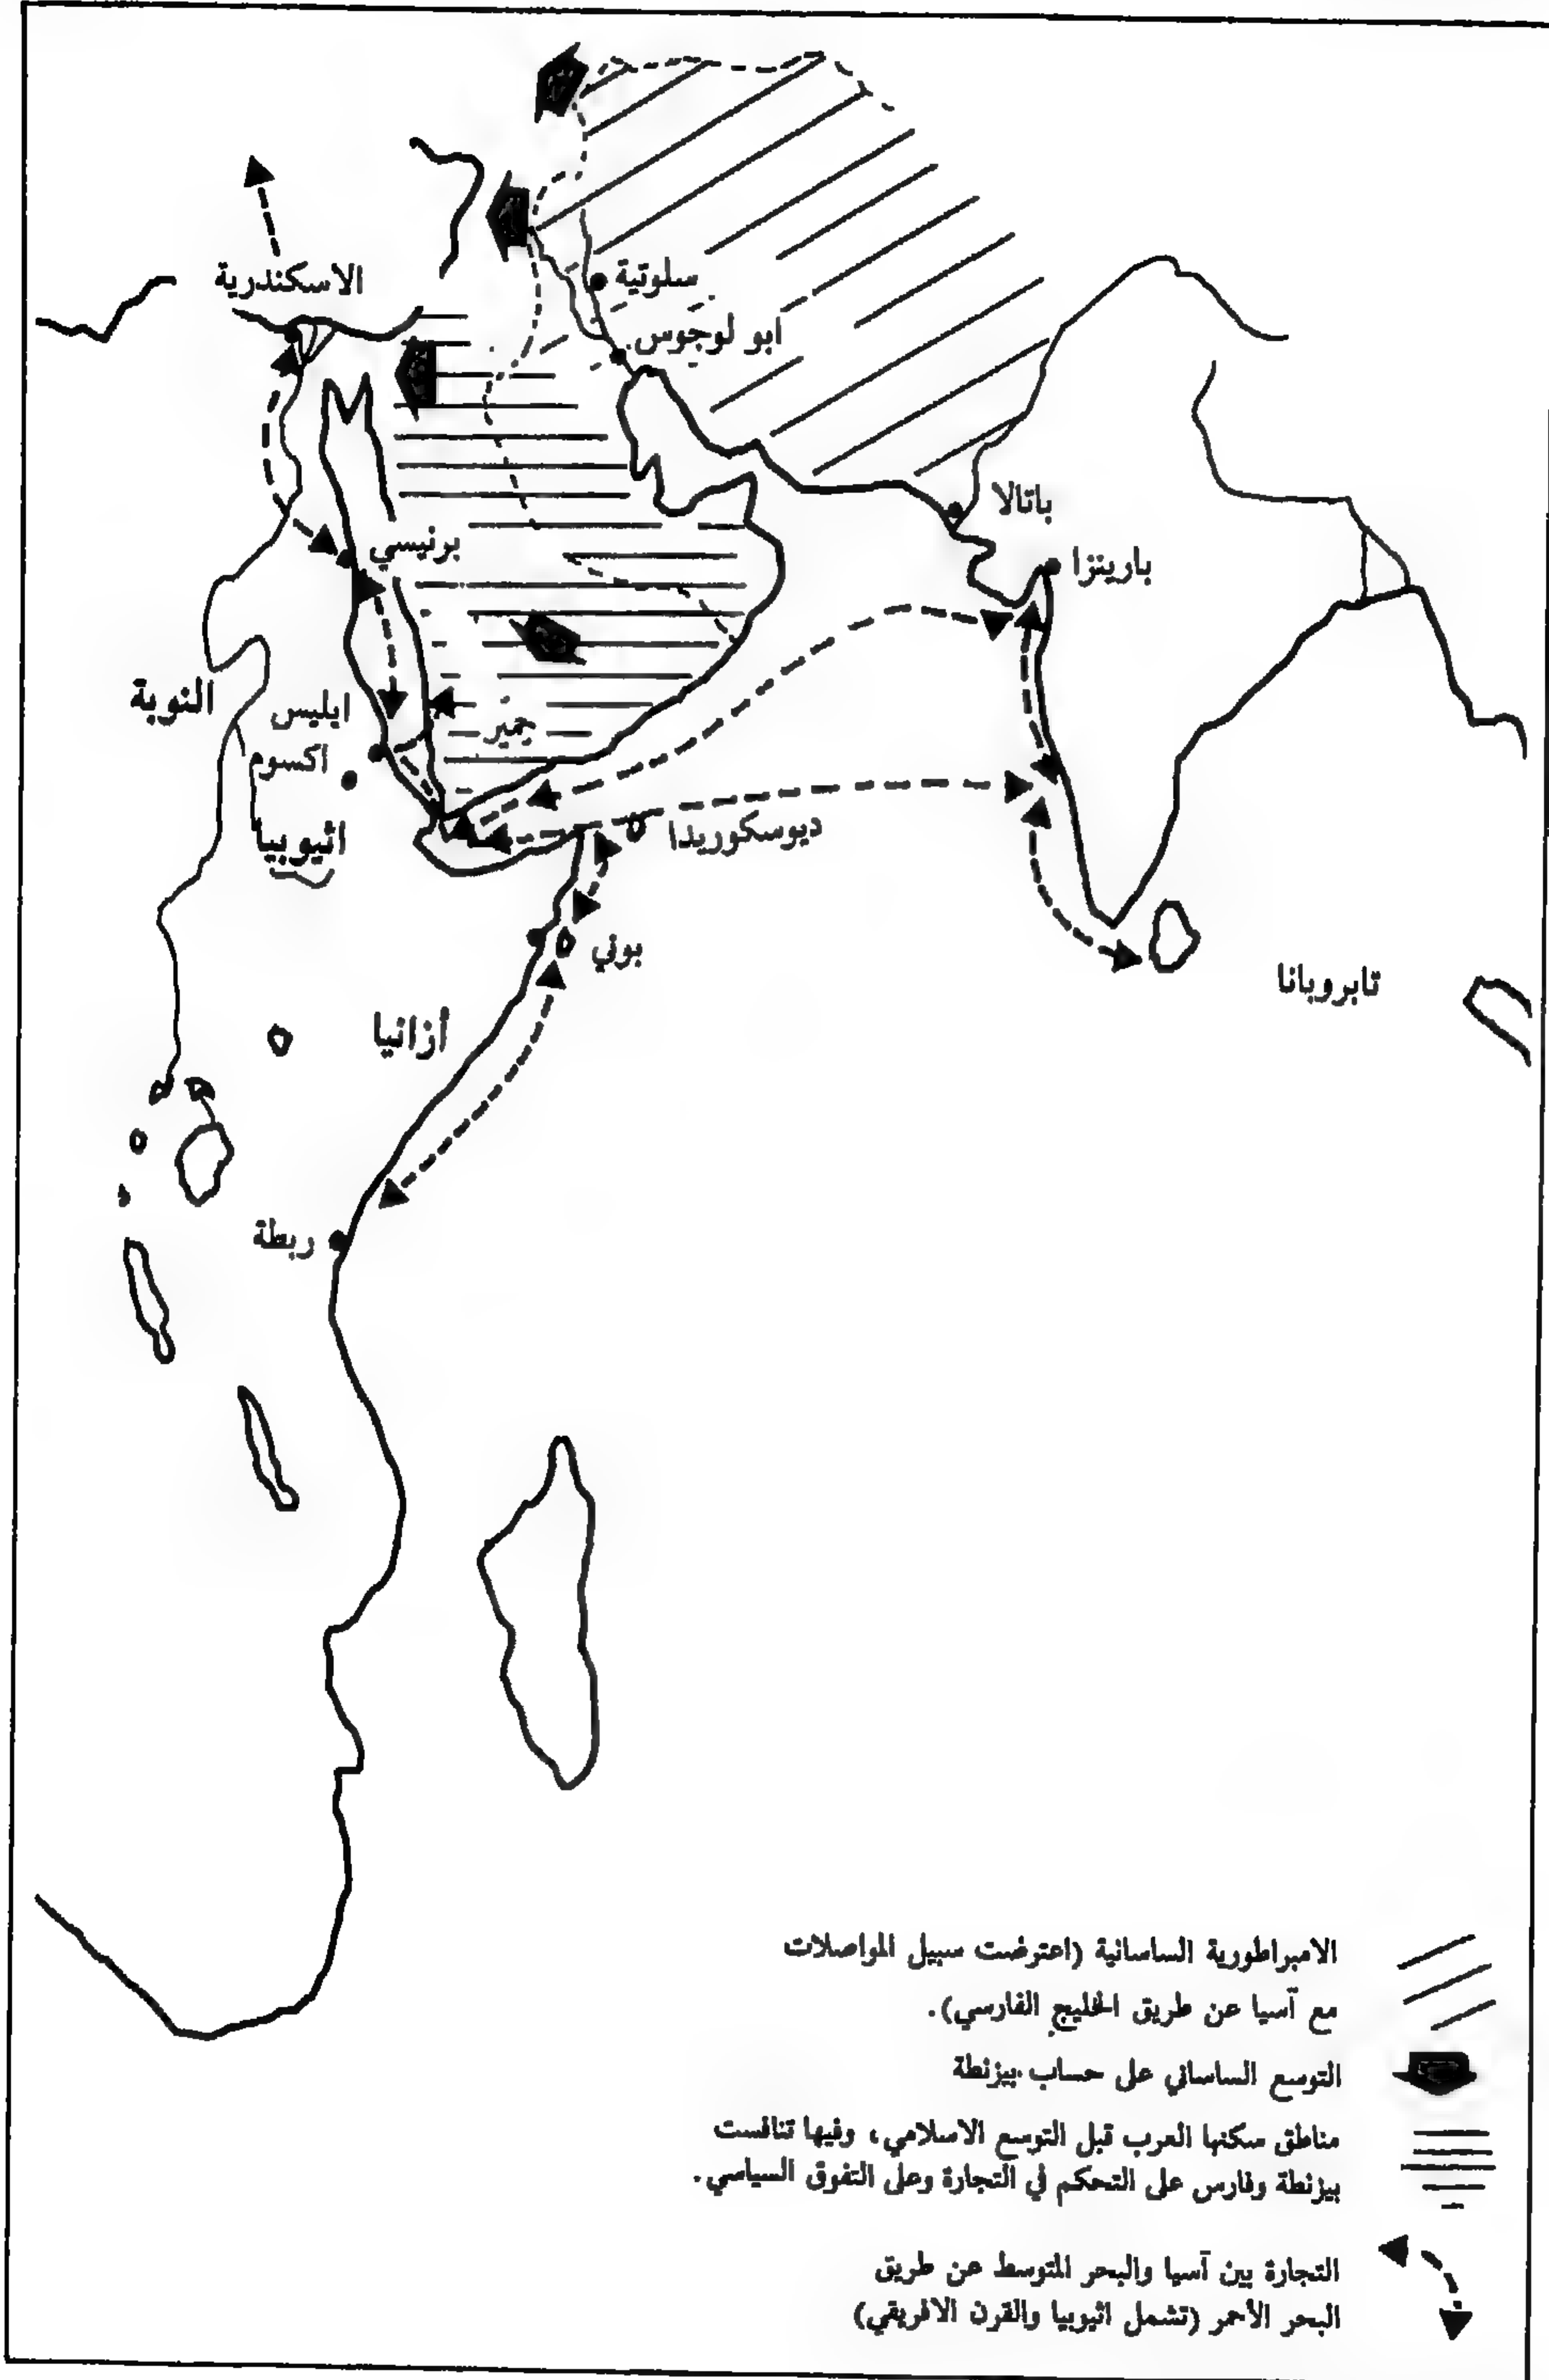 الاسكندرية
سلوتية
ابو لوجوس
باتالا
برنيسي
باريتزا
النوبة
ايليس
حمير
اكسوم
اثيوبيا
ديوسكوريدا
بوني
تابروبانا
أزانيا
ربطة
الامبراطورية الساسانية (اعترضت سبيل المواصلات
مع آسيا عن طريق الخليج الفارسي).
التوسع الساساني على حساب بيزنطة
مناطق سكنها العرب قبل التوسع الاسلامي، وفيها تنافست
بيزنطة وفارس على التحكم في التجارة وعلى التفوق السياسي.
التجارة بين آسيا والبحر المتوسط عن طريق
البحر الأحمر (تشمل اثيوبيا والقرن الافريقي)